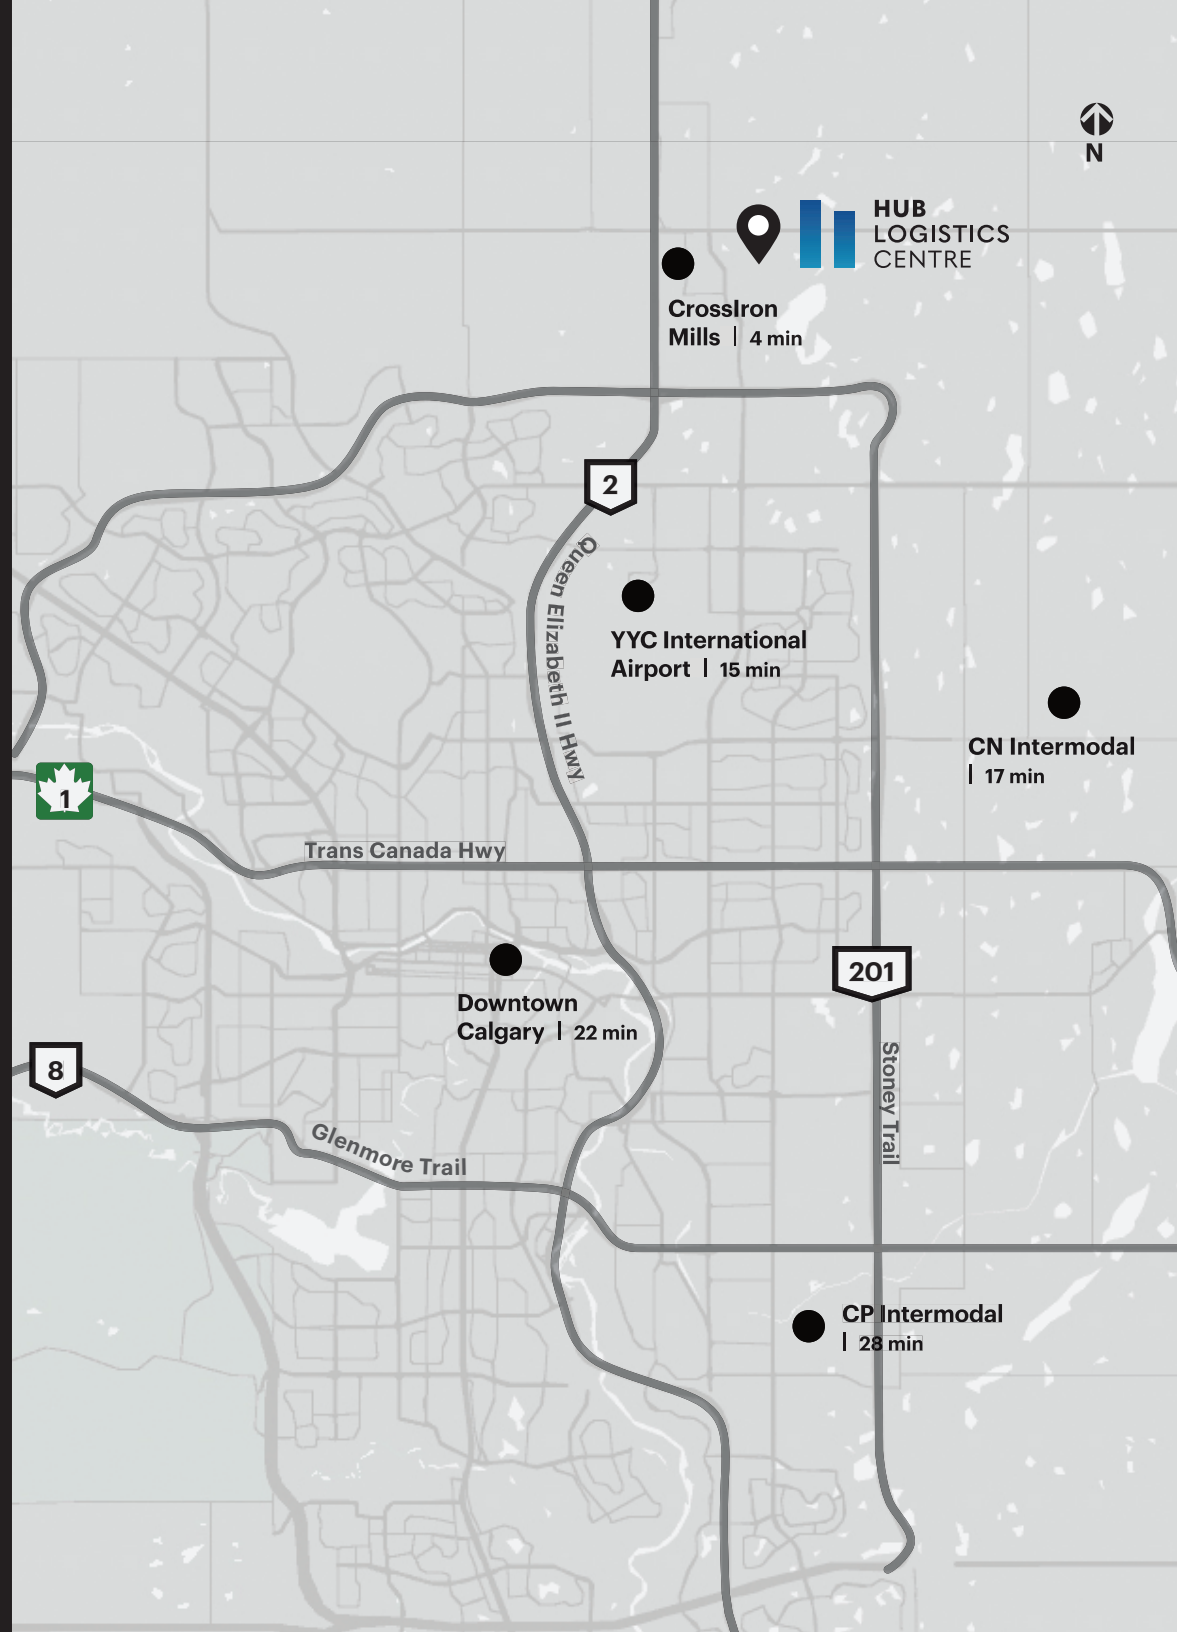 N
HUB
LOGISTICS
CENTRE
CrossIron
Mills | 4 min
2
Queen Elizabeth II Hwy
YYC International
Airport | 15 min
CN Intermodal
| 17 min
1
Trans Canada Hwy
Downtown
Calgary | 22 min
201
8
Stoney Trail
Glenmore Trail
CP Intermodal
| 28 min